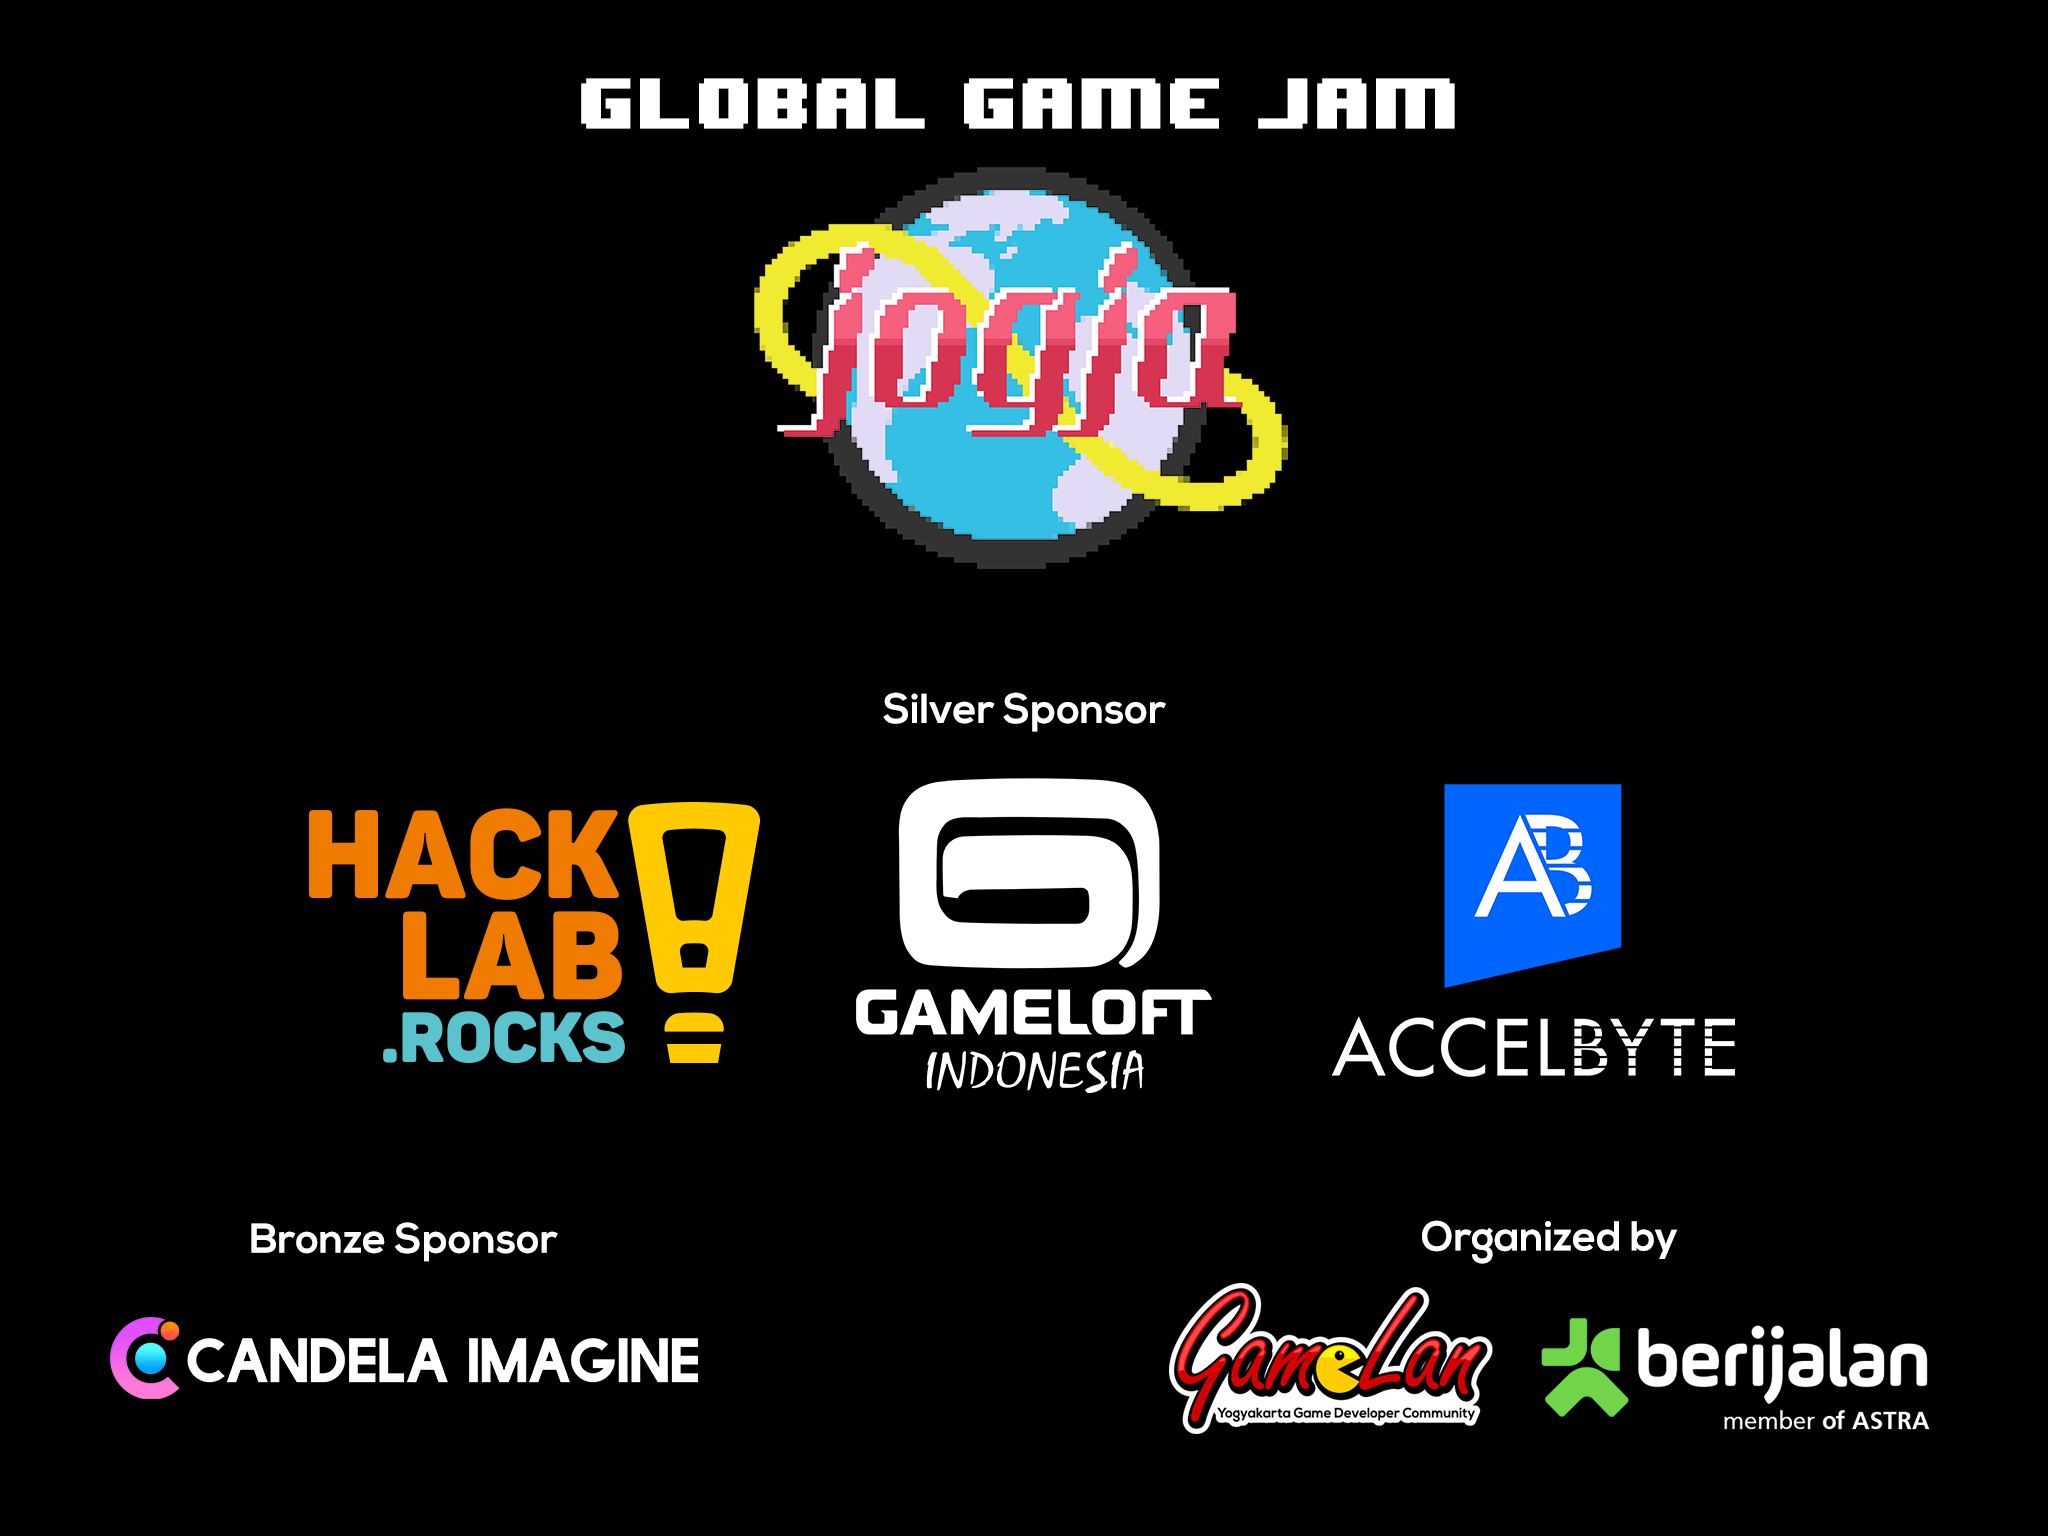 GLOBAL GAME JAM
jogja
Silver Sponsor
HACK
LAB
.ROCKS
GAMELOFT
INDONESIA
AB
ACCELBYTE
Bronze Sponsor
CANDELA IMAGINE
Organized by
GameLan
Yogyakarta Game Developer Community
berijalan
member of ASTRA